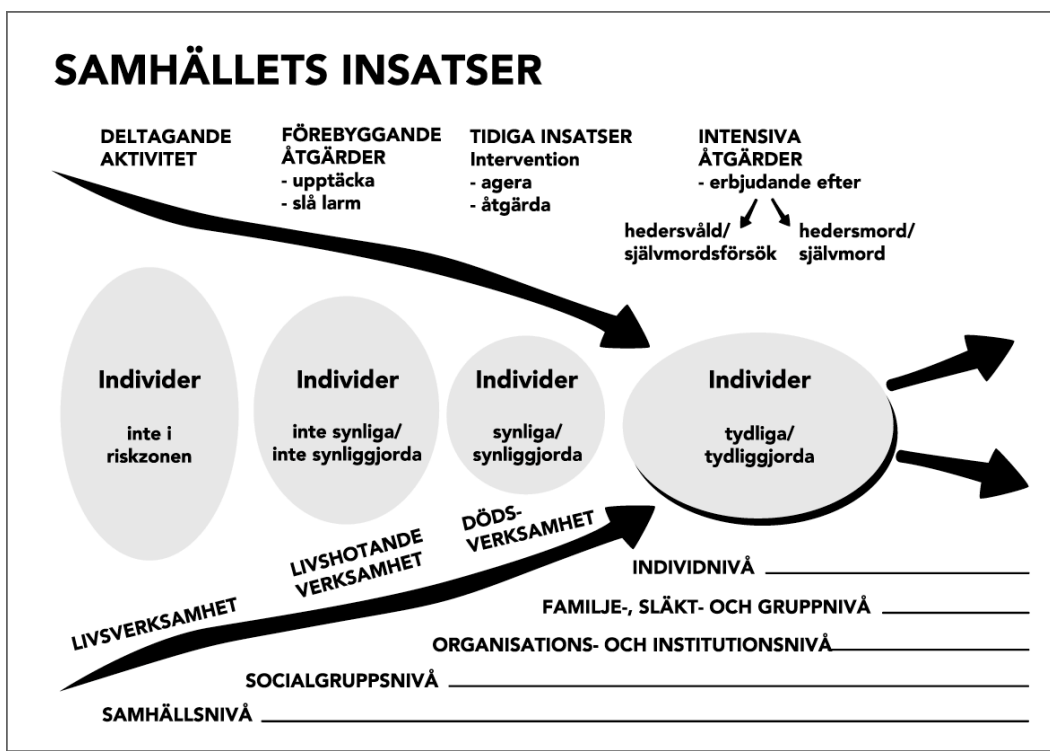 SAMHÄLLETS INSATSER
DELTAGANDE
AKTIVITET
FÖREBYGGANDE
ÅTGÄRDER
- upptäcka
- slå larm
TIDIGA INSATSER
Intervention
- agera
- åtgärda
INTENSIVA
ÅTGÄRDER
- erbjudande efter
hedersvåld/
självmordsförsök
hedersmord/
självmord
Individer
inte i
riskzonen
Individer
inte synliga/
inte synliggjorda
Individer
synliga/
synliggjorda
Individer
tydliga/
tydliggjorda
LIVSVERKSAMHET
LIVSHOTANDE
VERKSAMHET
DÖDS-
VERKSAMHET
INDIVIDNIVÅ
FAMILJE-, SLÄKT- OCH GRUPPNIVÅ
ORGANISATIONS- OCH INSTITUTIONSNIVÅ
SOCIALGRUPPSNIVÅ
SAMHÄLLSNIVÅ